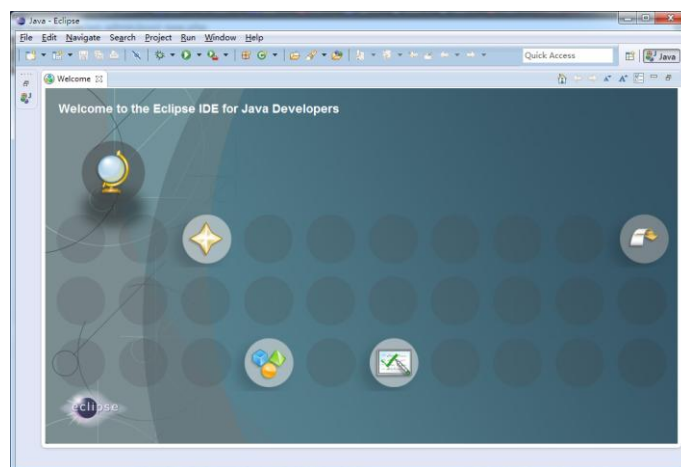 Java - Eclipse
File Edit Navigate Search Project Run Window Help
Quick Access
Java
Welcome
Welcome to the Eclipse IDE for Java Developers
eclipse